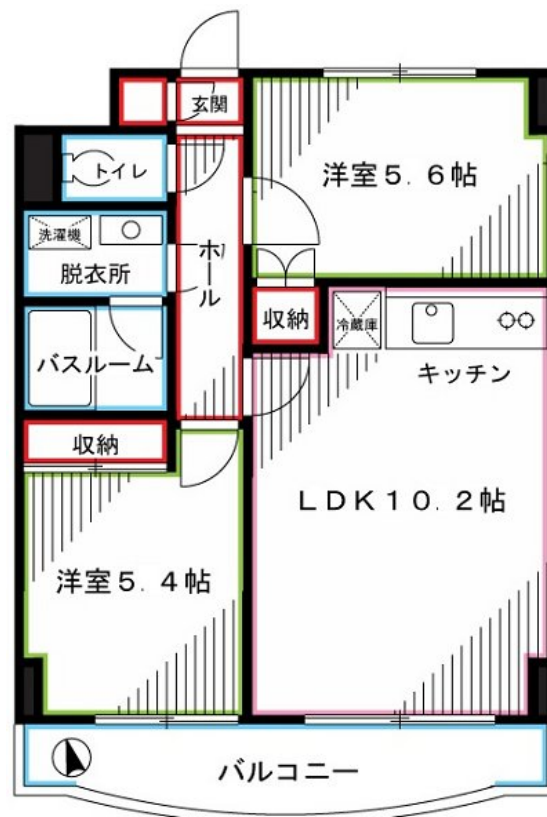 玄関
トイレ
洋室5.6帖
洗濯機
脱衣所
ホール
収納
冷蔵庫
バスルーム
キッチン
収納
LDK10.2帖
洋室5.4帖
バルコニー